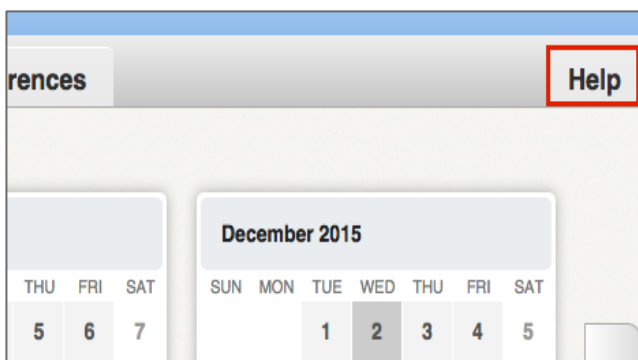 rences Help
December 2015
THU FRI SAT SUN MON TUE WED THU FRI SAT
5 6 7 1 2 3 4 5